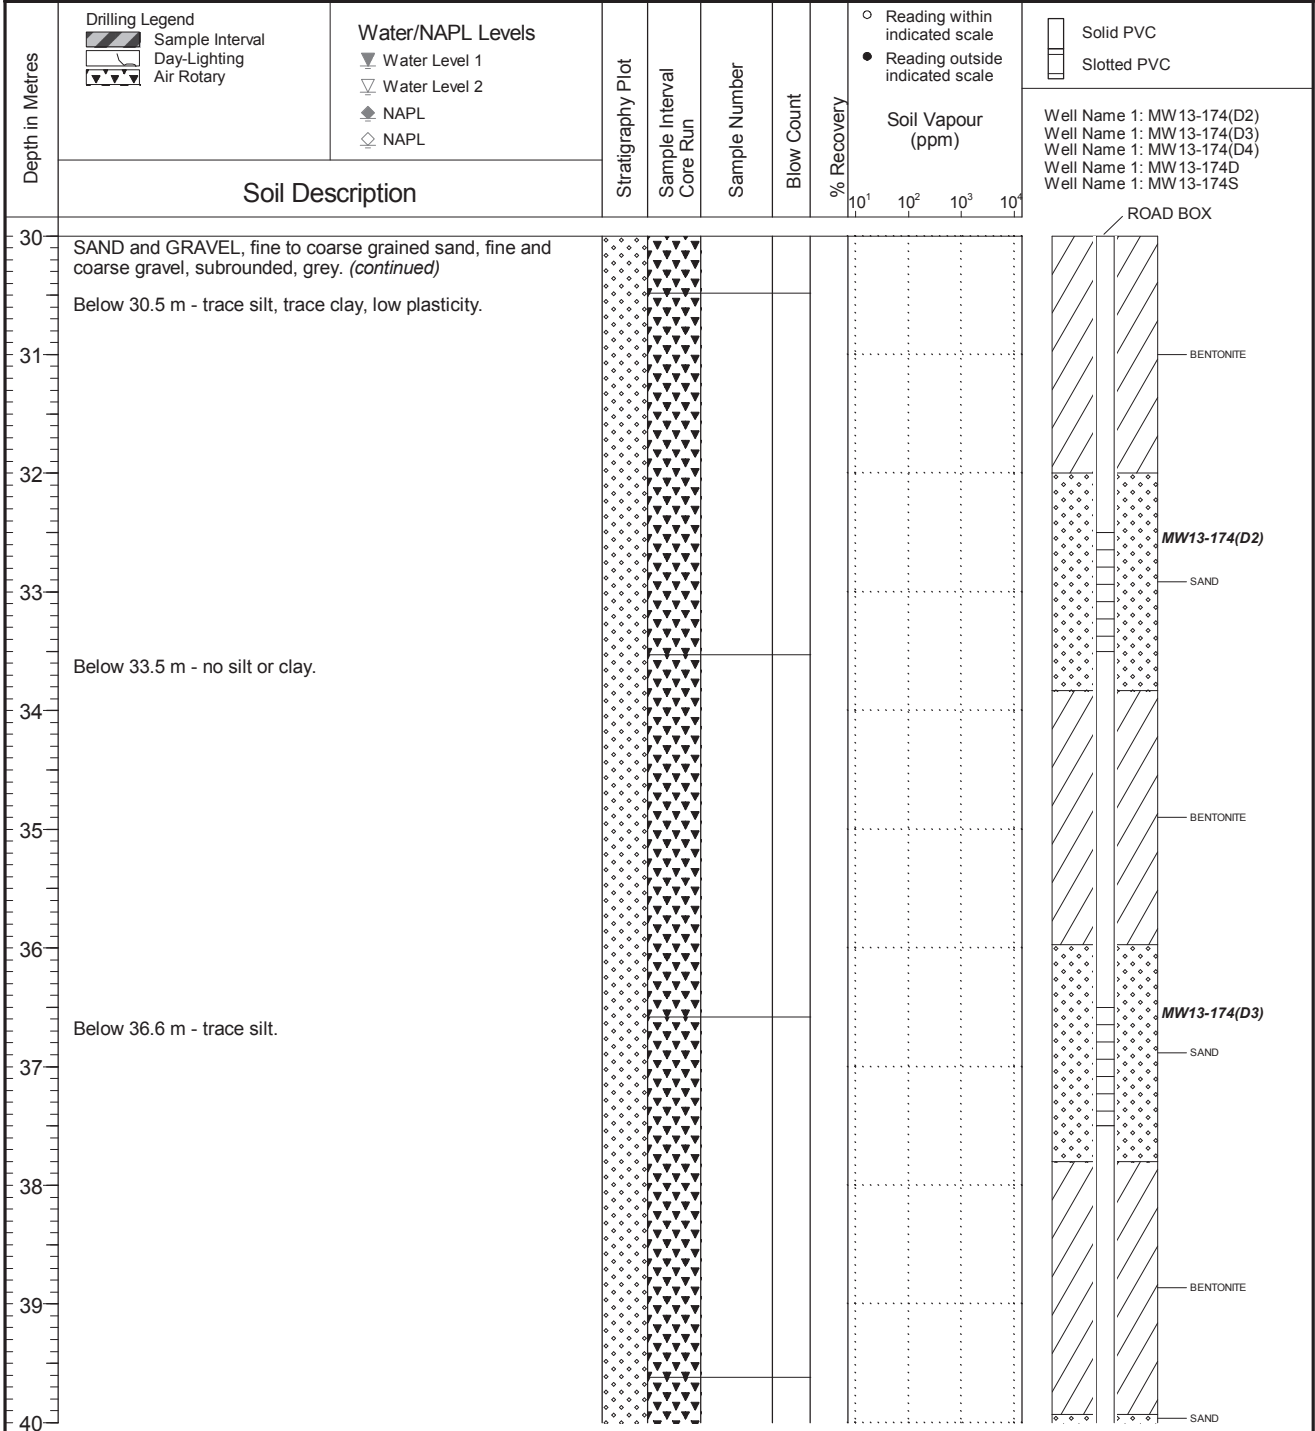 Depth in Metres
Drilling Legend
Sample Interval
Day-Lighting
Air Rotary
Water/NAPL Levels
Water Level 1
Water Level 2
NAPL
NAPL
Soil Description
Stratigraphy Plot
Sample Interval
Core Run
Sample Number
Blow Count
% Recovery
Reading within
indicated scale
Reading outside
indicated scale
Soil Vapour
(ppm)
10¹ 10² 10³ 10⁴
Solid PVC
Slotted PVC
Well Name 1: MW13-174(D2)
Well Name 1: MW13-174(D3)
Well Name 1: MW13-174(D4)
Well Name 1: MW13-174D
Well Name 1: MW13-174S
ROAD BOX
30
SAND and GRAVEL, fine to coarse grained sand, fine and
coarse gravel, subrounded, grey. (continued)
Below 30.5 m - trace silt, trace clay, low plasticity.
31
BENTONITE
32
MW13-174(D2)
SAND
33
Below 33.5 m - no silt or clay.
34
BENTONITE
35
36
MW13-174(D3)
Below 36.6 m - trace silt.
SAND
37
38
BENTONITE
39
SAND
40